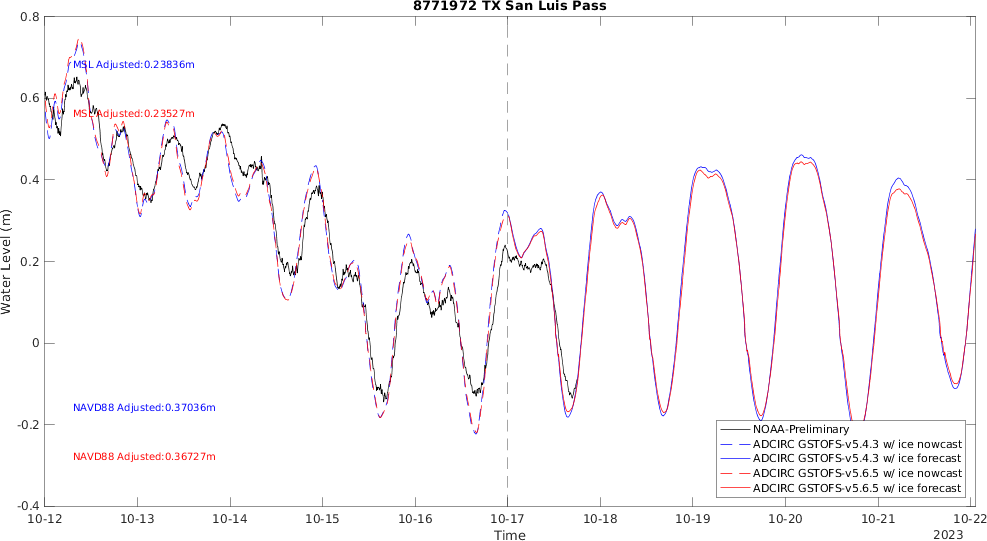 8771972 TX San Luis Pass
0.8
0.6
0.4
0.2
0
-0.2
-0.4
Water Level (m)
MSL Adjusted:0.23836m
MSL Adjusted:0.23527m
NAVD88 Adjusted:0.37036m
NAVD88 Adjusted:0.36727m
NOAA-Preliminary
ADCIRC GSTOFS-v5.4.3 w/ ice nowcast
ADCIRC GSTOFS-v5.4.3 w/ ice forecast
ADCIRC GSTOFS-v5.6.5 w/ ice nowcast
ADCIRC GSTOFS-v5.6.5 w/ ice forecast
10-12 10-13 10-14 10-15 10-16 10-17 10-18 10-19 10-20 10-21 10-22
Time
2023